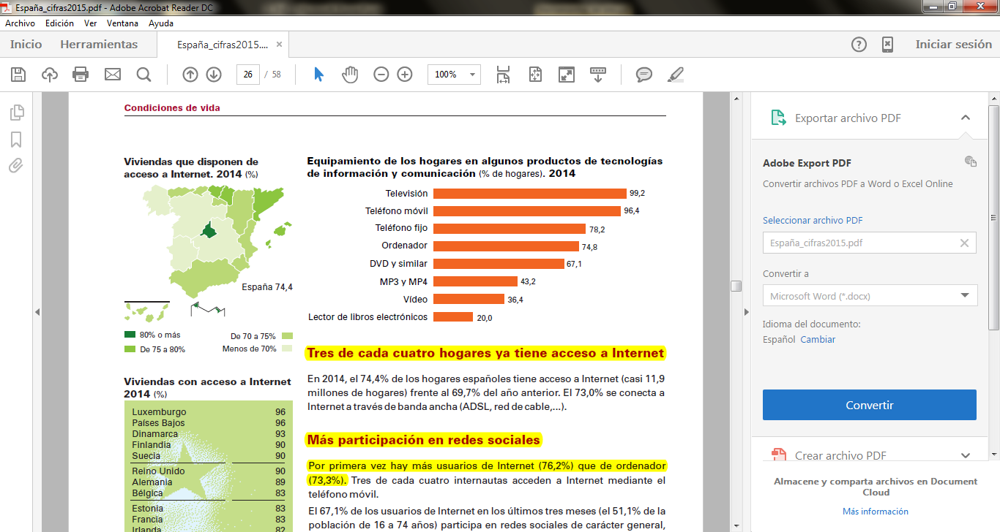 España_cifras2015.pdf - Adobe Acrobat Reader DC
Archivo Edición Ver Ventana Ayuda
Inicio Herramientas España_cifras2015.... × Iniciar sesión
26 / 58 100%
Condiciones de vida
Viviendas que disponen de
acceso a Internet. 2014 (%)
España 74,4
80% o más
De 75 a 80%
De 70 a 75%
Menos de 70%
Viviendas con acceso a Internet
2014 (%)
Luxemburgo 96
Países Bajos 96
Dinamarca 93
Finlandia 90
Suecia 90
Reino Unido 90
Alemania 89
Bélgica 83
Estonia 83
Francia 83
Irlanda 82
Equipamiento de los hogares en algunos productos de tecnologías
de información y comunicación (% de hogares). 2014
Televisión 99,2
Teléfono móvil 96,4
Teléfono fijo 78,2
Ordenador 74,8
DVD y similar 67,1
MP3 y MP4 43,2
Vídeo 36,4
Lector de libros electrónicos 20,0
Tres de cada cuatro hogares ya tiene acceso a Internet
En 2014, el 74,4% de los hogares españoles tiene acceso a Internet (casi 11,9
millones de hogares) frente al 69,7% del año anterior. El 73,0% se conecta a
Internet a través de banda ancha (ADSL, red de cable,...).
Más participación en redes sociales
Por primera vez hay más usuarios de Internet (76,2%) que de ordenador
(73,3%). Tres de cada cuatro internautas acceden a Internet mediante el
teléfono móvil.
El 67,1% de los usuarios de Internet en los últimos tres meses (el 51,1% de la
población de 16 a 74 años) participa en redes sociales de carácter general,
Exportar archivo PDF
Adobe Export PDF
Convertir archivos PDF a Word o Excel Online
Seleccionar archivo PDF
España_cifras2015.pdf
Convertir a
Microsoft Word (*.docx)
Idioma del documento:
Español Cambiar
Convertir
Crear archivo PDF
Almacene y comparta archivos en Document
Cloud
Más información